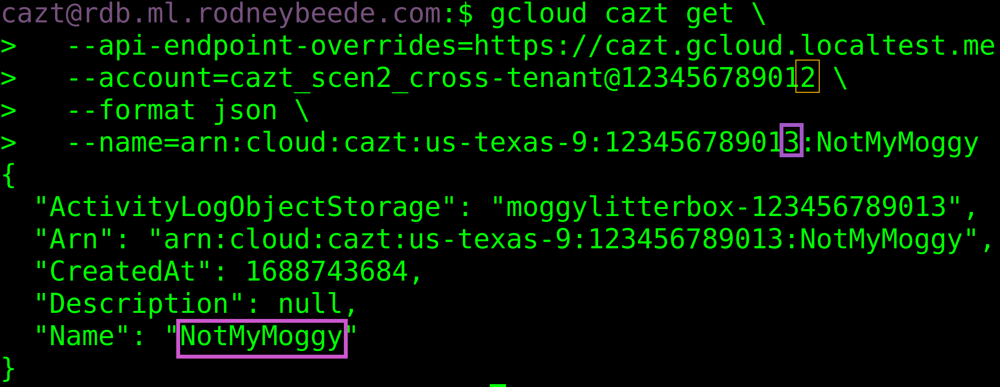 cazt@rdb.ml.rodneybeede.com:$ gcloud cazt get \
>   --api-endpoint-overrides=https://cazt.gcloud.localtest.me
>   --account=cazt_scen2_cross-tenant@123456789012 \
>   --format json \
>   --name=arn:cloud:cazt:us-texas-9:123456789013:NotMyMoggy
{
  "ActivityLogObjectStorage": "moggylitterbox-123456789013",
  "Arn": "arn:cloud:cazt:us-texas-9:123456789013:NotMyMoggy",
  "CreatedAt": 1688743684,
  "Description": null,
  "Name": "NotMyMoggy"
}